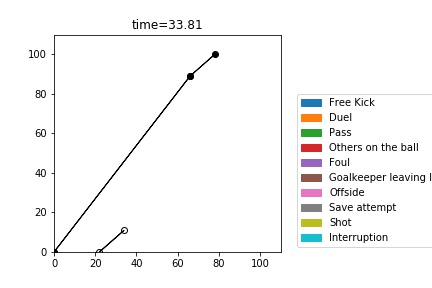 time=33.81
100
80
60
40
20
0
0 20 40 60 80 100
Free Kick
Duel
Pass
Others on the ball
Foul
Goalkeeper leaving l
Offside
Save attempt
Shot
Interruption